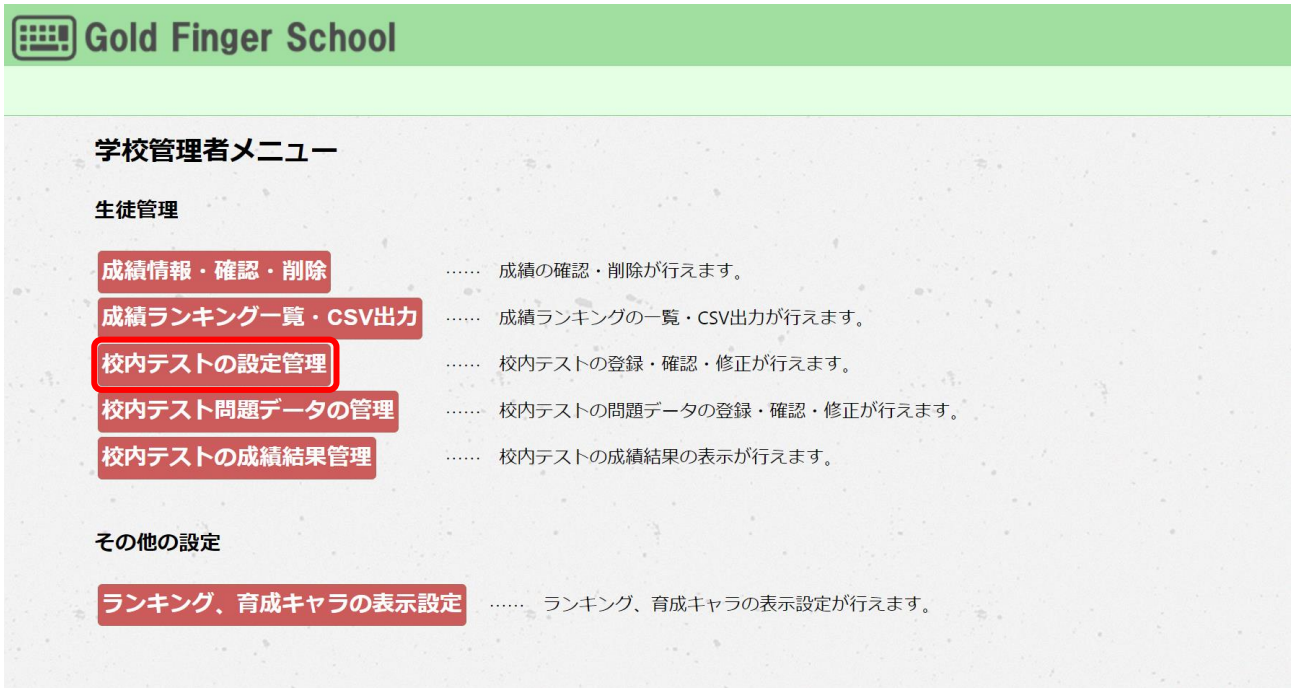 Gold Finger School
学校管理者メニュー
生徒管理
成績情報・確認・削除 …… 成績の確認・削除が行えます。
成績ランキング一覧・CSV出力 …… 成績ランキングの一覧・CSV出力が行えます。
校内テストの設定管理 …… 校内テストの登録・確認・修正が行えます。
校内テスト問題データの管理 …… 校内テストの問題データの登録・確認・修正が行えます。
校内テストの成績結果管理 …… 校内テストの成績結果の表示が行えます。
その他の設定
ランキング、育成キャラの表示設定 …… ランキング、育成キャラの表示設定が行えます。